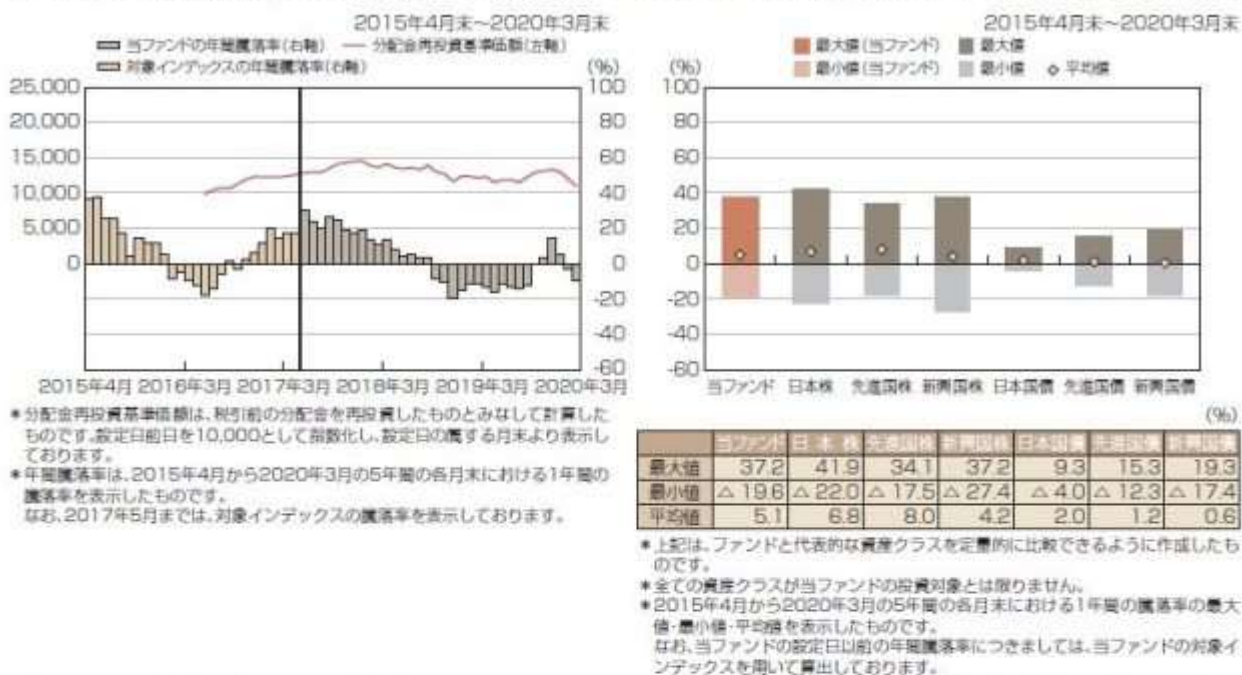 2015年4月末～2020年3月末
当ファンドの年間騰落率(右軸) 分配金再投資基準価額(左軸)
対象インデックスの年間騰落率(右軸)
(%)
25,000
20,000
15,000
10,000
5,000
0
100
80
60
40
20
0
-20
-40
-60
2015年4月 2016年3月 2017年3月 2018年3月 2019年3月 2020年3月
*分配金再投資基準価額は、税引前の分配金を再投資したものとみなして計算した
ものです。設定日前日を10,000として指数化し、設定日の属する月末より表示し
ております。
*年間騰落率は、2015年4月から2020年3月の5年間の各月末における1年間の
騰落率を表示したものです。
なお、2017年5月までは、対象インデックスの騰落率を表示しております。
2015年4月末～2020年3月末
最大値(当ファンド) 最大値
最小値(当ファンド) 最小値 平均値
(%)
100
80
60
40
20
0
-20
-40
-60
当ファンド 日本株 先進国株 新興国株 日本国債 先進国債 新興国債
(%)
当ファンド 日本株 先進国株 新興国株 日本国債 先進国債 新興国債
最大値 37.2 41.9 34.1 37.2 9.3 15.3 19.3
最小値 △19.6 △22.0 △17.5 △27.4 △4.0 △12.3 △17.4
平均値 5.1 6.8 8.0 4.2 2.0 1.2 0.6
*上記は、ファンドと代表的な資産クラスを定量的に比較できるように作成したも
のです。
*全ての資産クラスが当ファンドの投資対象とは限りません。
*2015年4月から2020年3月の5年間の各月末における1年間の騰落率の最大
値・最小値・平均値を表示したものです。
なお、当ファンドの設定日以前の年間騰落率につきましては、当ファンドの対象イ
ンデックスを用いて算出しております。